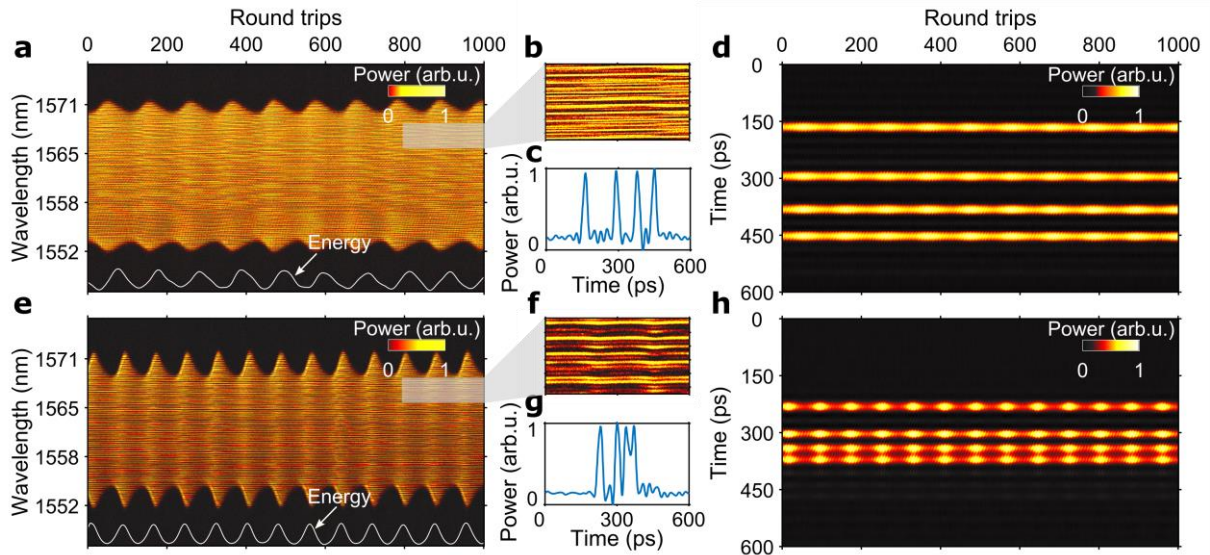 Round trips
Round trips
a
0 200 400 600 800 1000
b
d
0 200 400 600 800 1000
Power (arb.u.)
0 1
1571
1565
1558
1552
Wavelength (nm)
Energy
c
Power (arb.u.)
1
0
0 300 600
Time (ps)
Power (arb.u.)
0 1
0
150
300
450
600
Time (ps)
e
f
h
Power (arb.u.)
0 1
1571
1565
1558
1552
Wavelength (nm)
Energy
g
Power (arb.u.)
1
0
0 300 600
Time (ps)
Power (arb.u.)
0 1
0
150
300
450
600
Time (ps)